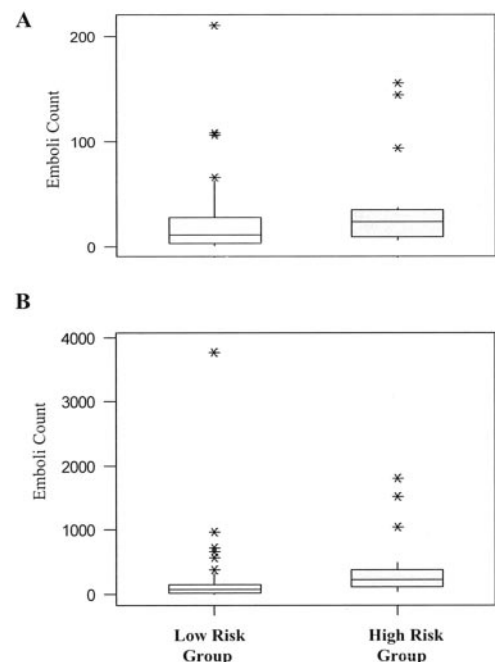 A
Emboli Count
200
100
0
B
Emboli Count
4000
3000
2000
1000
0
Low Risk
Group
High Risk
Group